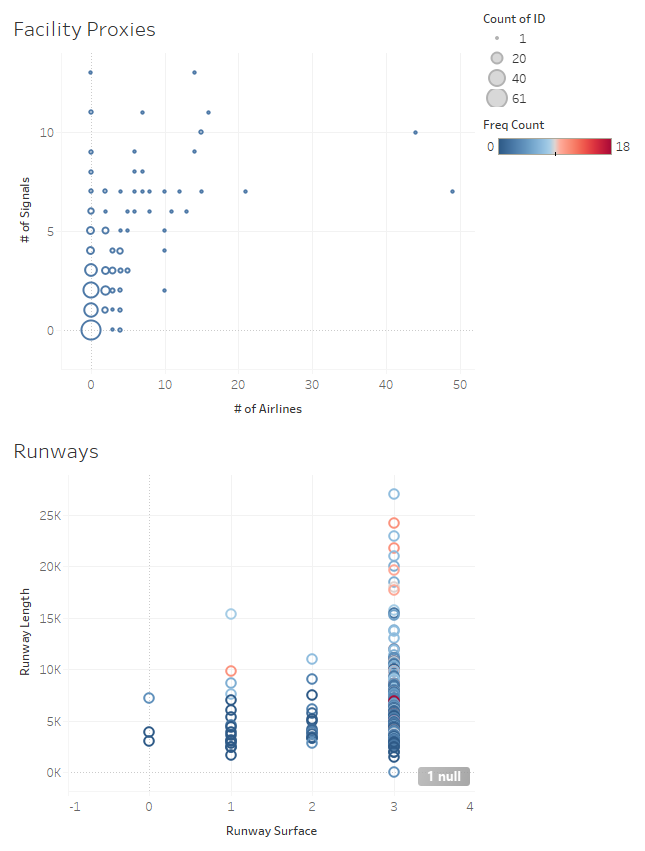 Facility Proxies
Count of ID
1
20
40
61
Freq Count
0 18
# of Signals
10
5
0
0 10 20 30 40 50
# of Airlines
Runways
Runway Length
25K
20K
15K
10K
5K
0K
1 null
-1 0 1 2 3 4
Runway Surface